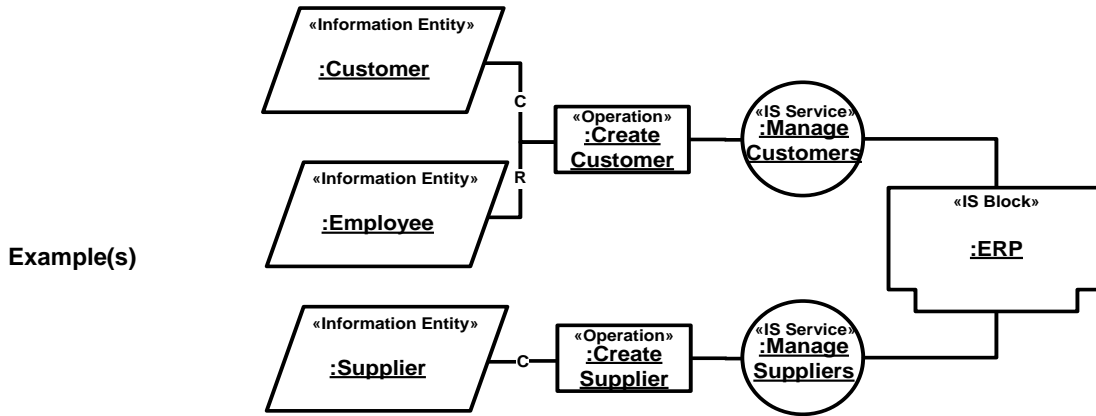 «Information Entity»
:Customer
C
«Operation»
:Create
Customer
«IS Service»
:Manage
Customers
R
«Information Entity»
:Employee
«IS Block»
:ERP
Example(s)
«Information Entity»
:Supplier
C
«Operation»
:Create
Supplier
«IS Service»
:Manage
Suppliers